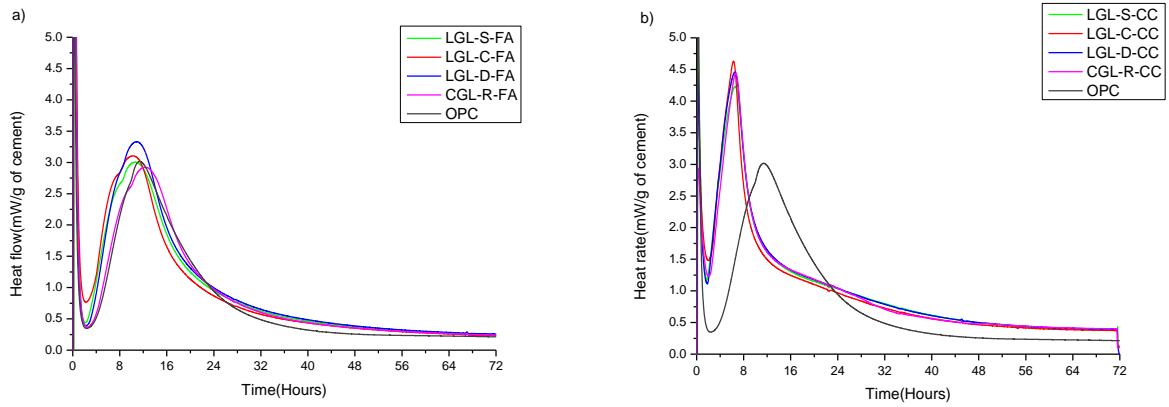 a)
LGL-S-FA
LGL-C-FA
LGL-D-FA
CGL-R-FA
OPC
Heat flow(mW/g of cement)
5.0
4.5
4.0
3.5
3.0
2.5
2.0
1.5
1.0
0.5
0.0
0 8 16 24 32 40 48 56 64 72
Time(Hours)
b)
LGL-S-CC
LGL-C-CC
LGL-D-CC
CGL-R-CC
OPC
Heat rate(mW/g of cement)
5.0
4.5
4.0
3.5
3.0
2.5
2.0
1.5
1.0
0.5
0.0
0 8 16 24 32 40 48 56 64 72
Time(Hours)